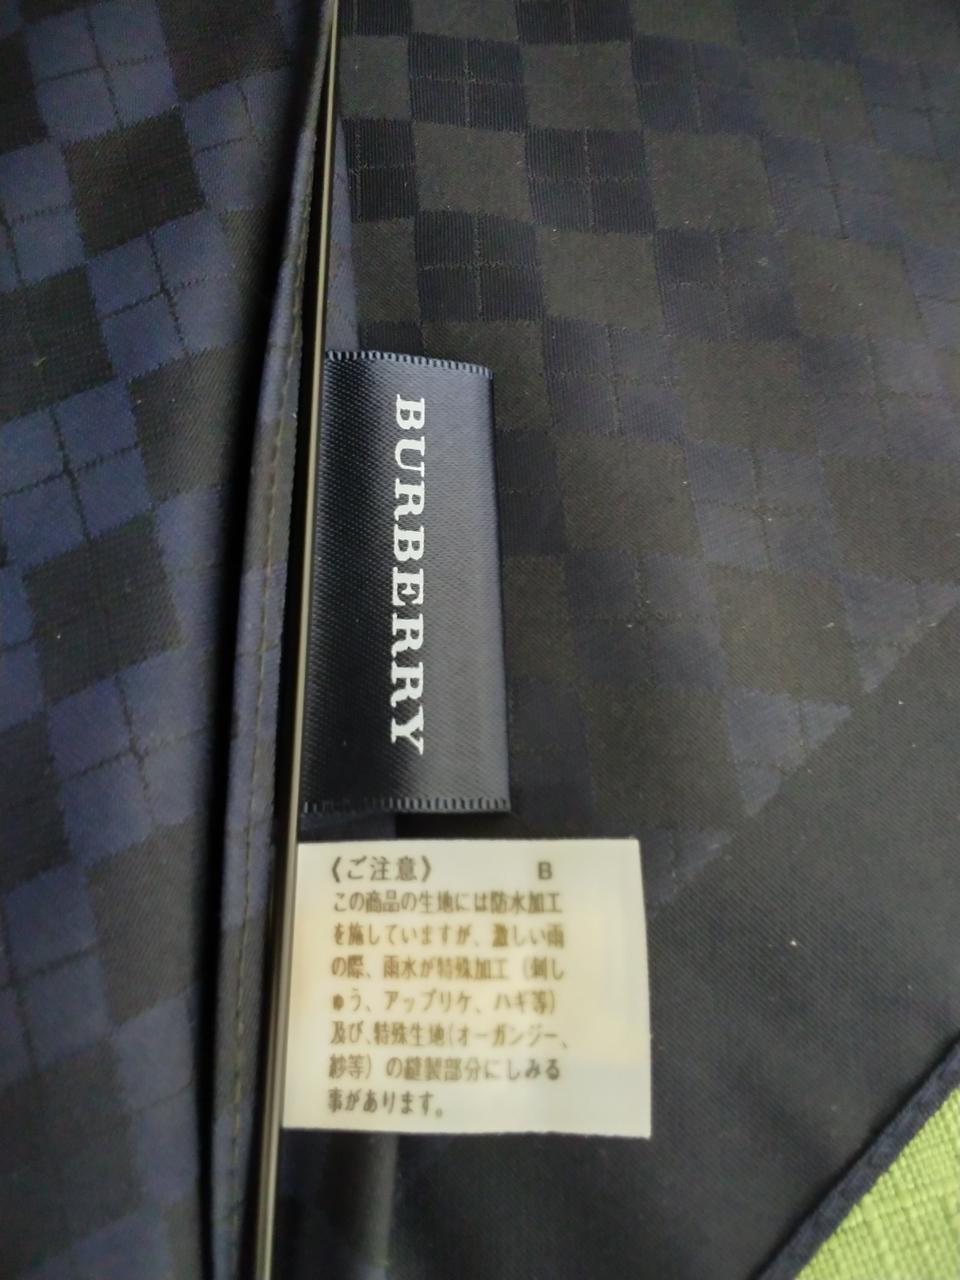 BURBERRY
《ご注意》 B
この商品の生地には防水加工
を施していますが、激しい雨
の際、雨水が特殊加工（刺し
ゅう、アップリケ、ハギ等）
及び、特殊生地（オーガンジー、
紗等）の縫製部分にしみる
事があります。